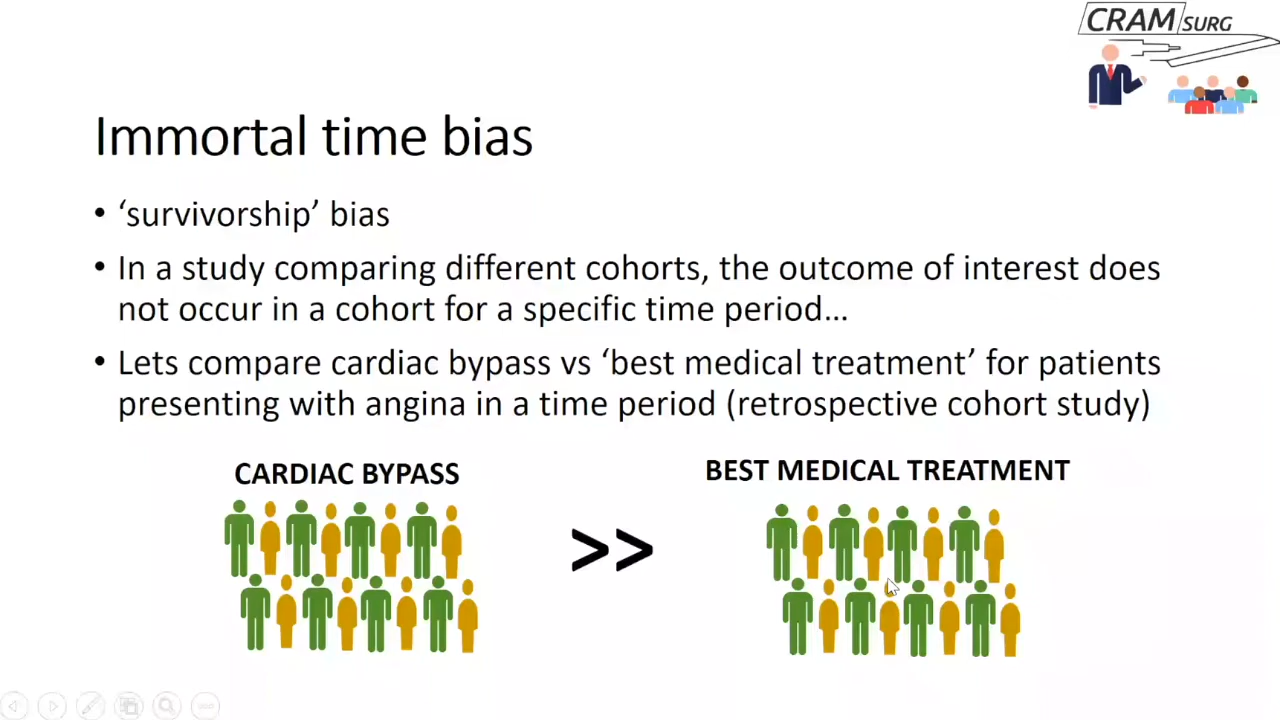 CRAM SURG
Immortal time bias
• ‘survivorship’ bias
• In a study comparing different cohorts, the outcome of interest does
not occur in a cohort for a specific time period...
• Lets compare cardiac bypass vs ‘best medical treatment’ for patients
presenting with angina in a time period (retrospective cohort study)
CARDIAC BYPASS
>>
BEST MEDICAL TREATMENT